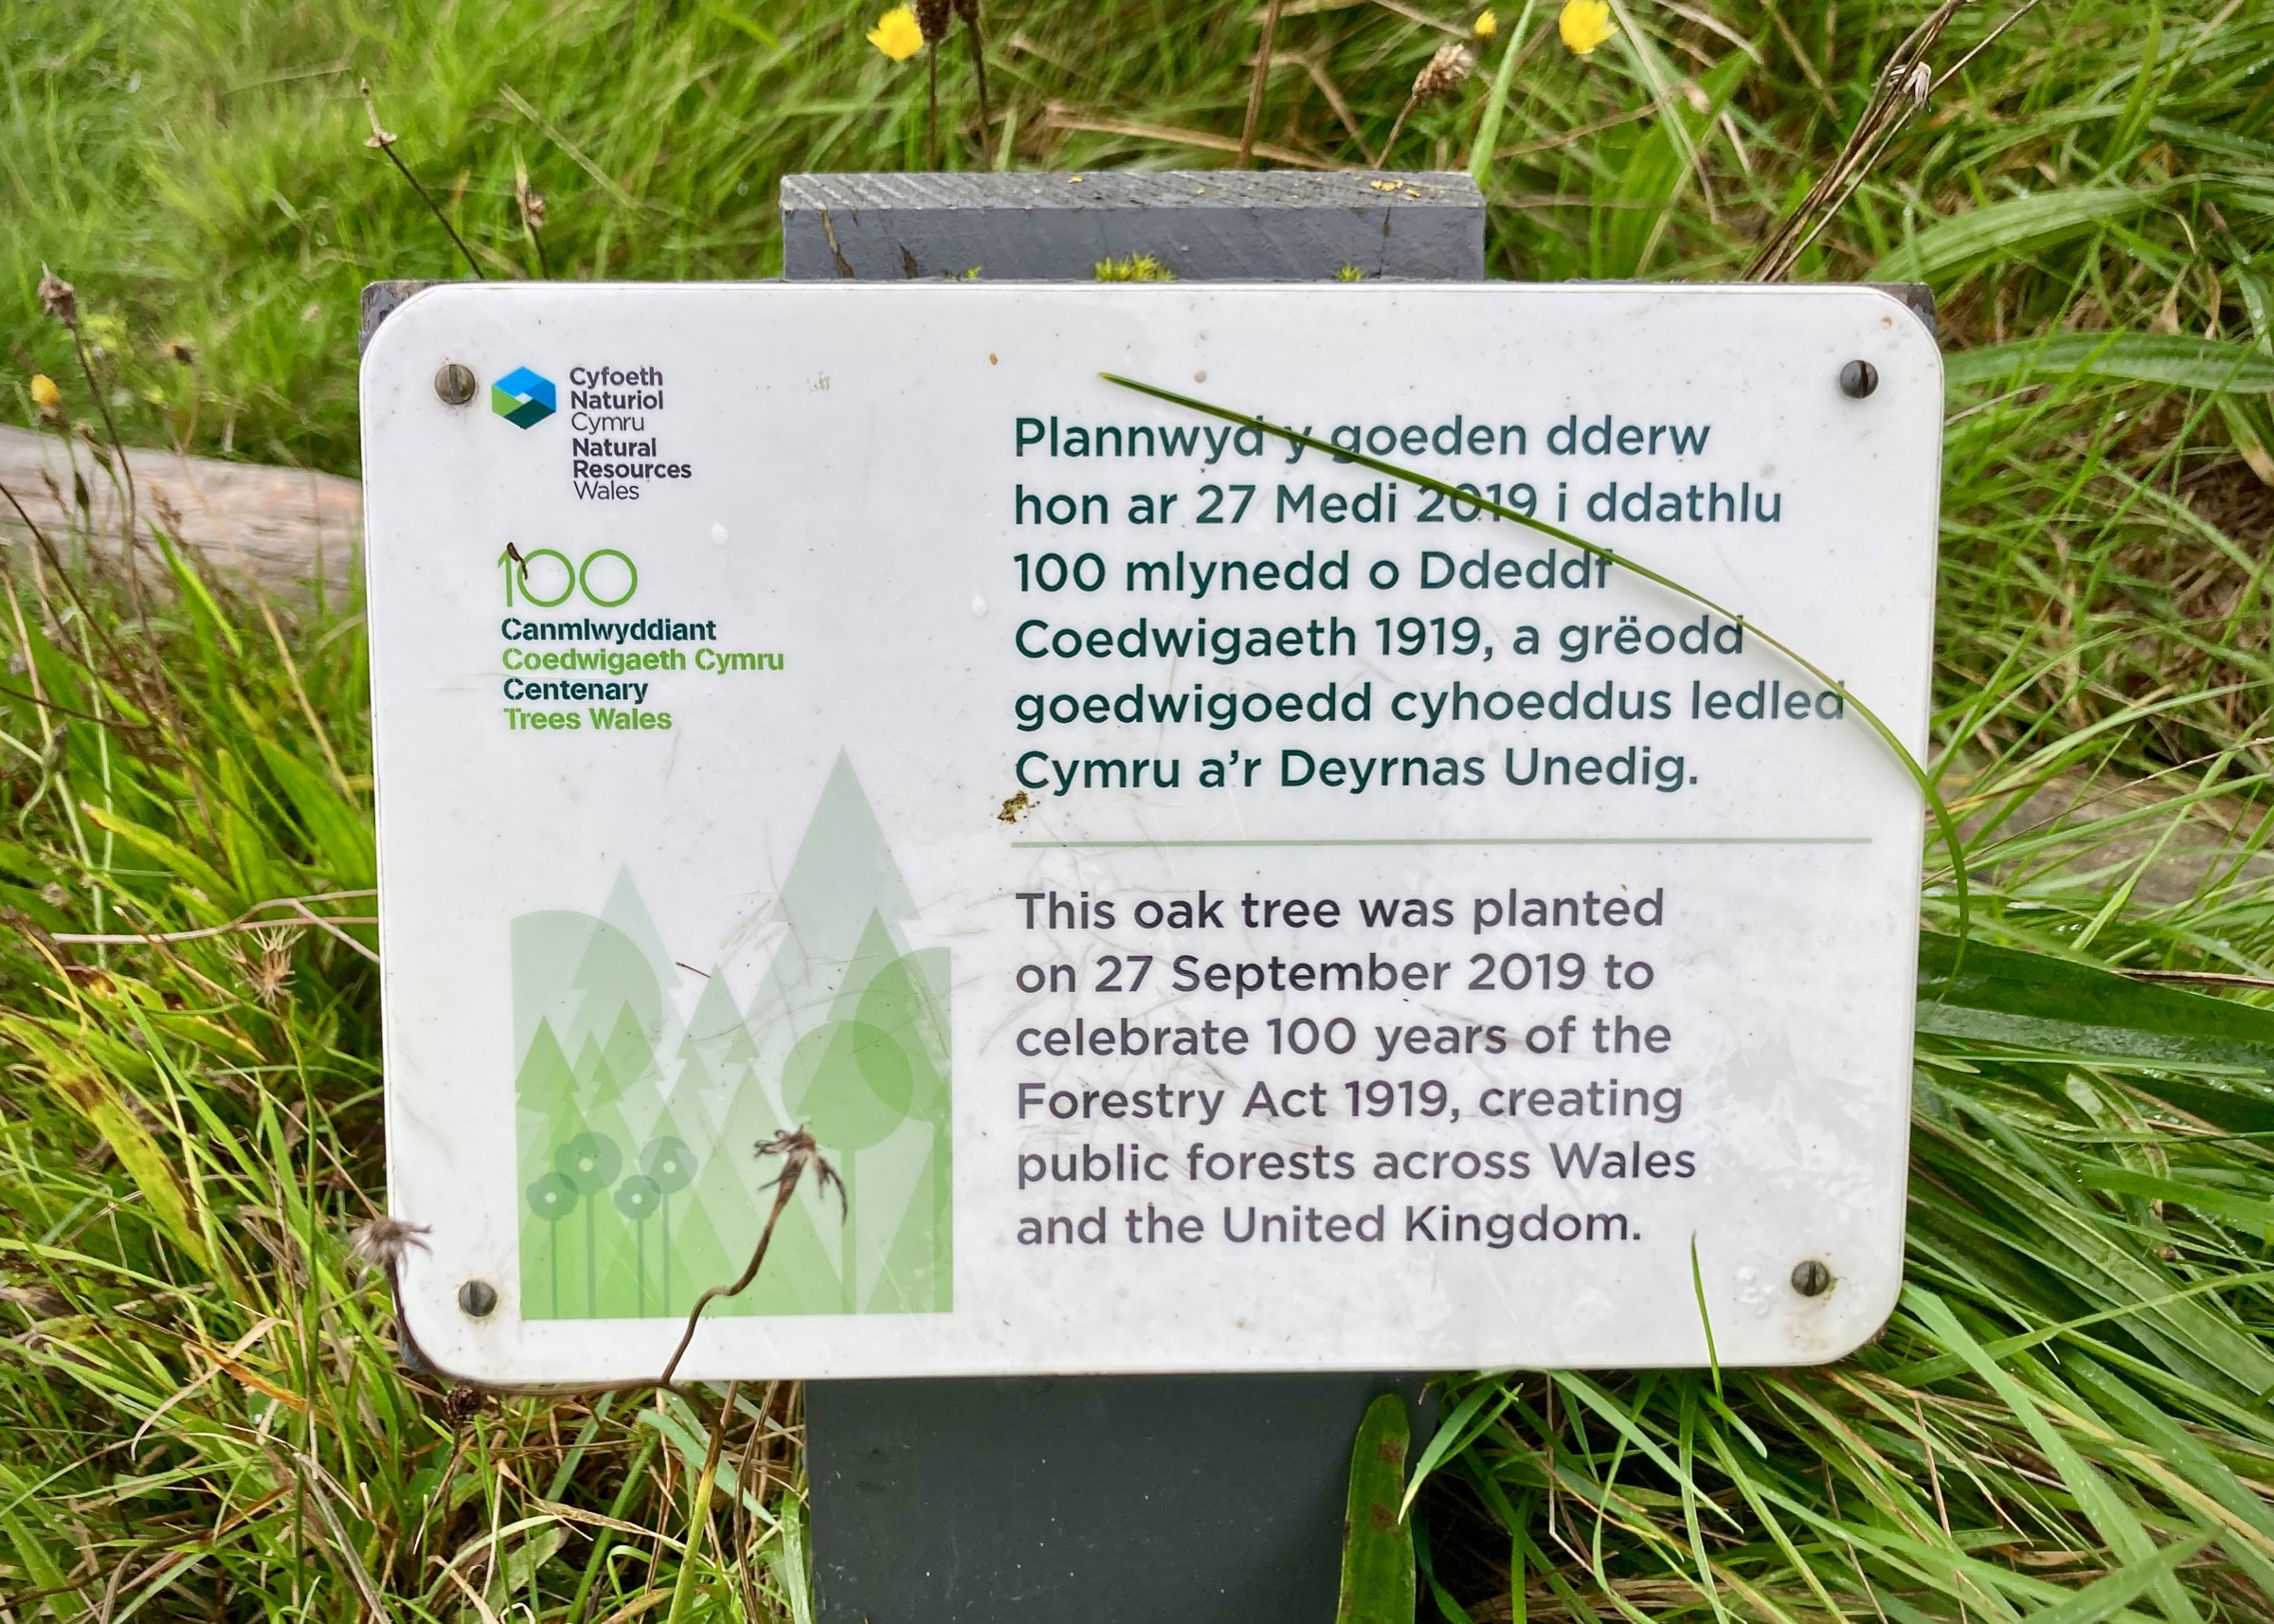 Cyfoeth
Naturiol
Cymru
Natural
Resources
Wales
100
Canmlwyddiant
Coedwigaeth Cymru
Centenary
Trees Wales
Plannwyd y goeden dderw
hon ar 27 Medi 2019 i ddathlu
100 mlynedd o Ddeddf
Coedwigaeth 1919, a grëodd
goedwigoedd cyhoeddus ledled
Cymru a’r Deyrnas Unedig.
This oak tree was planted
on 27 September 2019 to
celebrate 100 years of the
Forestry Act 1919, creating
public forests across Wales
and the United Kingdom.